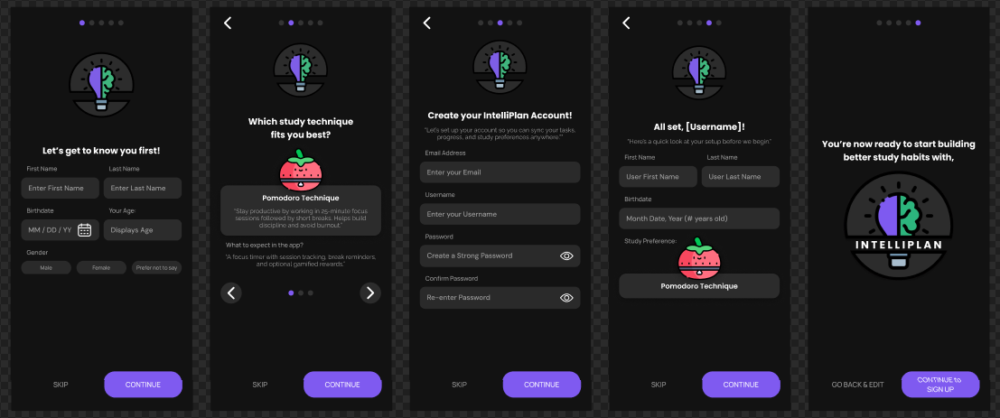 Let's get to know you first!
First Name
Last Name
Enter First Name
Enter Last Name
Birthdate
Your Age:
MM / DD / YY
Displays Age
Gender
Male
Female
Prefer not to say
SKIP
CONTINUE
Which study technique
fits you best?
Pomodoro Technique
"Stay productive by working in 25-minute focus
sessions followed by short breaks. Helps build
discipline and avoid burnout."
What to expect in the app?
"A focus timer with session tracking, break reminders,
and optional gamified rewards."
SKIP
CONTINUE
Create your IntelliPlan Account!
"Let's set up your account so you can sync your tasks,
progress, and study preferences anywhere.""
Email Address
Enter your Email
Username
Enter your Username
Password
Create a Strong Password
Confirm Password
Re-enter Password
SKIP
CONTINUE
All set, [Username]!
"Here's a quick look at your setup before we begin"
First Name
Last Name
User First Name
User Last Name
Birthdate
Month Date, Year (# years old)
Study Preference:
Pomodoro Technique
SKIP
CONTINUE
You're now ready to start building
better study habits with,
INTELLIPLAN
GO BACK & EDIT
CONTINUE to
SIGN UP